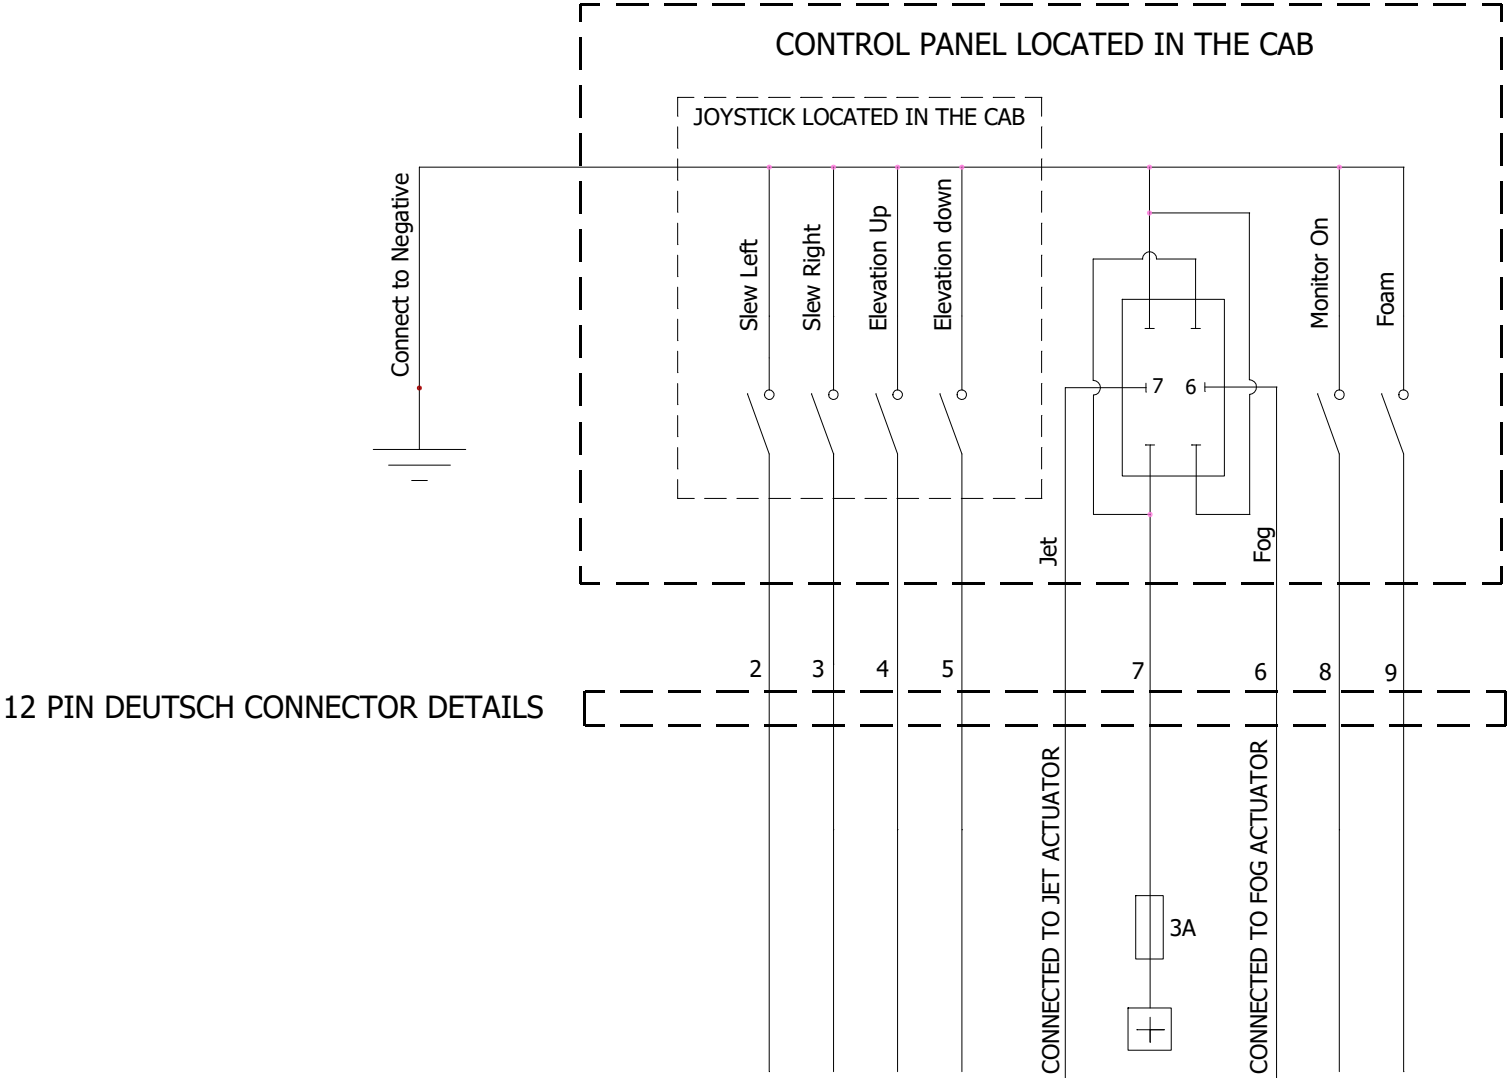 CONTROL PANEL LOCATED IN THE CAB
JOYSTICK LOCATED IN THE CAB
Connect to Negative
Slew Left
Slew Right
Elevation Up
Elevation down
Monitor On
Foam
7
6
Jet
Fog
2
3
4
5
7
6
8
9
12 PIN DEUTSCH CONNECTOR DETAILS
CONNECTED TO JET ACTUATOR
3A
CONNECTED TO FOG ACTUATOR